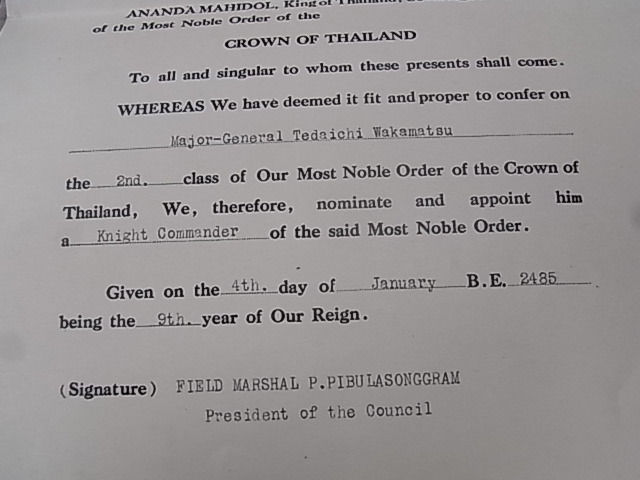 ANANDA MAHIDOL, King of Thailand,
of the Most Noble Order of the
CROWN OF THAILAND
To all and singular to whom these presents shall come.
WHEREAS We have deemed it fit and proper to confer on
Major-General Tedaichi Wakamatsu
the 2nd. class of Our Most Noble Order of the Crown of
Thailand, We, therefore, nominate and appoint him
a Knight Commander of the said Most Noble Order.
Given on the 4th. day of January B.E. 2485
being the 9th. year of Our Reign.
(Signature) FIELD MARSHAL P.PIBULASONGGRAM
President of the Council